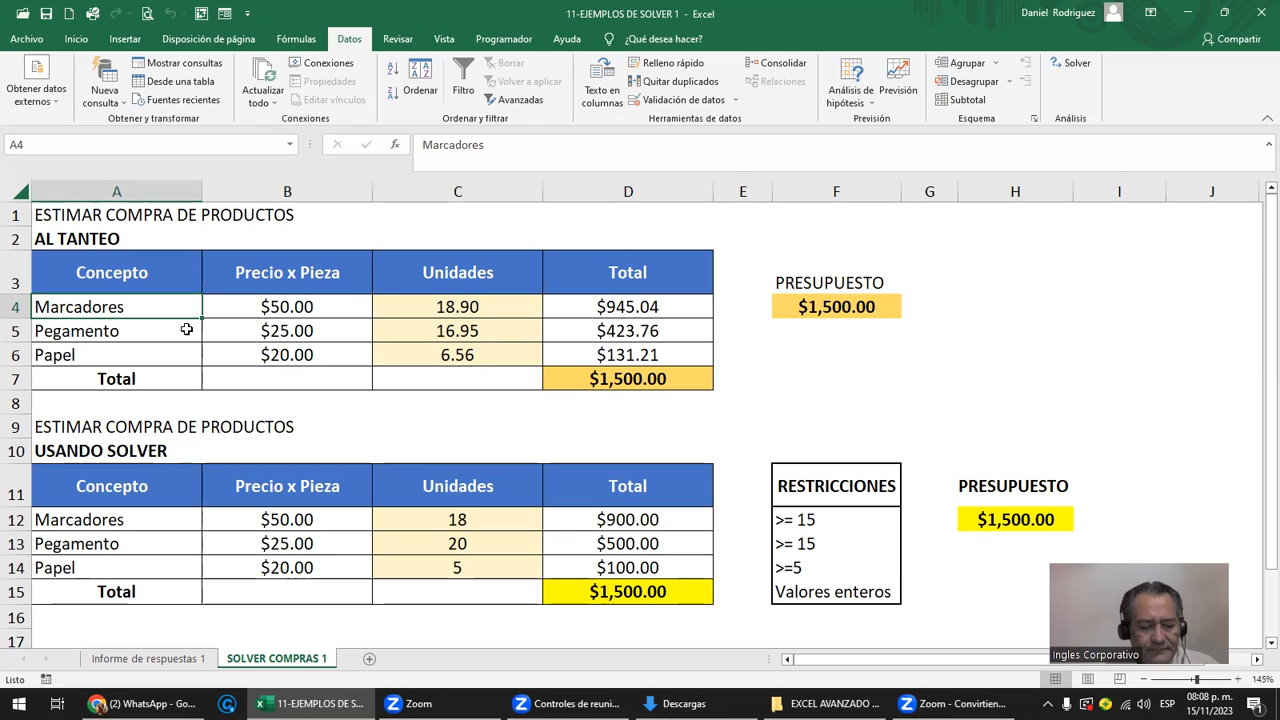 11-EJEMPLOS DE SOLVER 1 - Excel
Daniel Rodriguez
Archivo Inicio Insertar Disposición de página Fórmulas Datos Revisar Vista Programador Ayuda ¿Qué desea hacer? Compartir
Obtener datos externos
Nueva consulta
Mostrar consultas
Desde una tabla
Fuentes recientes
Obtener y transformar
Actualizar todo
Conexiones
Propiedades
Editar vínculos
Conexiones
Ordenar
Filtro
Borrar
Volver a aplicar
Avanzadas
Ordenar y filtrar
Texto en columnas
Relleno rápido
Quitar duplicados
Validación de datos
Consolidar
Relaciones
Herramientas de datos
Análisis de hipótesis
Previsión
Previsión
Agrupar
Desagrupar
Subtotal
Esquema
Solver
Análisis
A4
fx
Marcadores
A B C D E F G H I J
1 ESTIMAR COMPRA DE PRODUCTOS
2 AL TANTEO
3 Concepto Precio x Pieza Unidades Total PRESUPUESTO
4 Marcadores $50.00 18.90 $945.04 $1,500.00
5 Pegamento $25.00 16.95 $423.76
6 Papel $20.00 6.56 $131.21
7 Total $1,500.00
8
9 ESTIMAR COMPRA DE PRODUCTOS
10 USANDO SOLVER
11 Concepto Precio x Pieza Unidades Total RESTRICCIONES PRESUPUESTO
12 Marcadores $50.00 18 $900.00 >= 15 $1,500.00
13 Pegamento $25.00 20 $500.00 >= 15
14 Papel $20.00 5 $100.00 >=5
15 Total $1,500.00 Valores enteros
16
17
Ingles Corporativo
Informe de respuestas 1 SOLVER COMPRAS 1
Listo
145%
(2) WhatsApp - Go... 11-EJEMPLOS DE S... Zoom Controles de reuni... Descargas EXCEL AVANZADO ... Zoom - Convirtien... ESP 08:08 p. m.
15/11/2023